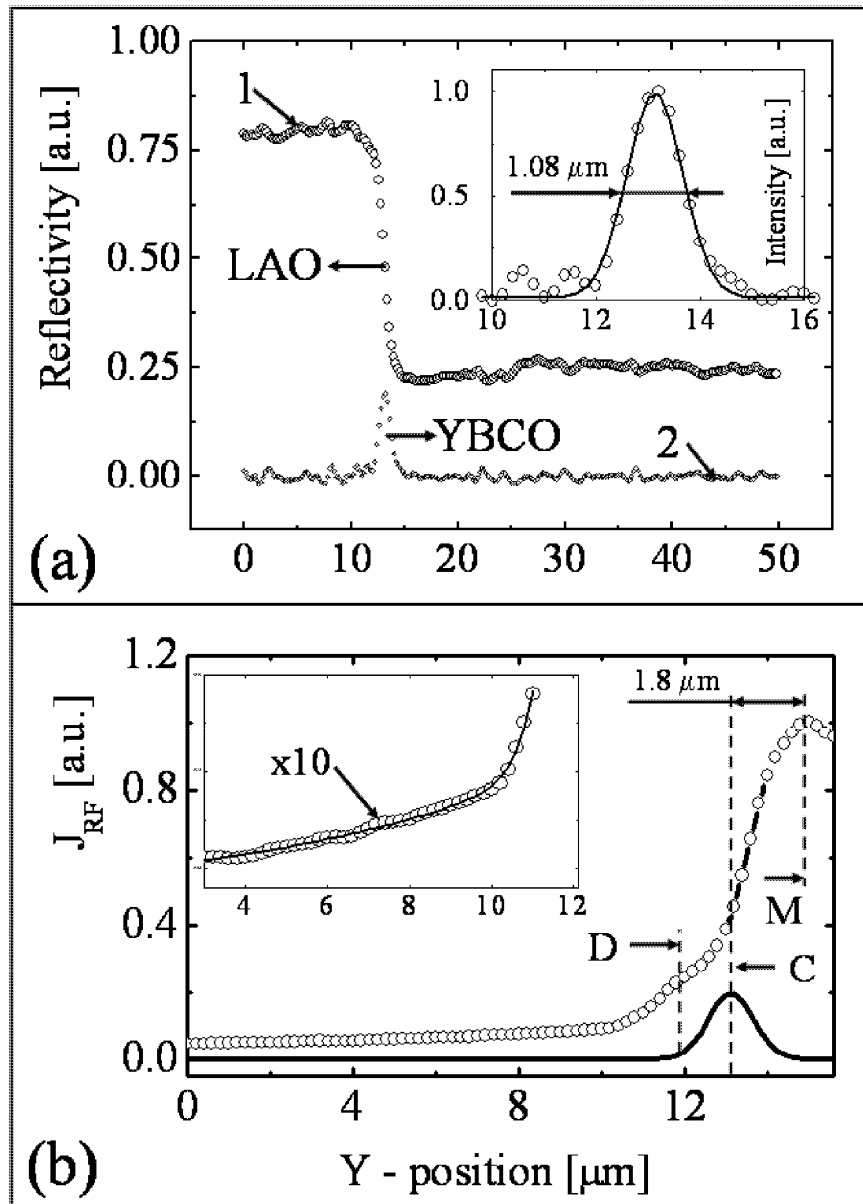 1.00
0.75
0.50
0.25
0.00
Reflectivity [a.u.]
1
LAO
YBCO
2
1.08 μm
1.0
0.5
0.0
Intensity [a.u.]
10 12 14 16
0 10 20 30 40 50
(a)
1.2
0.8
0.4
0.0
J_RF [a.u.]
x10
4 6 8 10 12
1.8 μm
M
D
C
0 4 8 12
(b)
Y - position [μm]